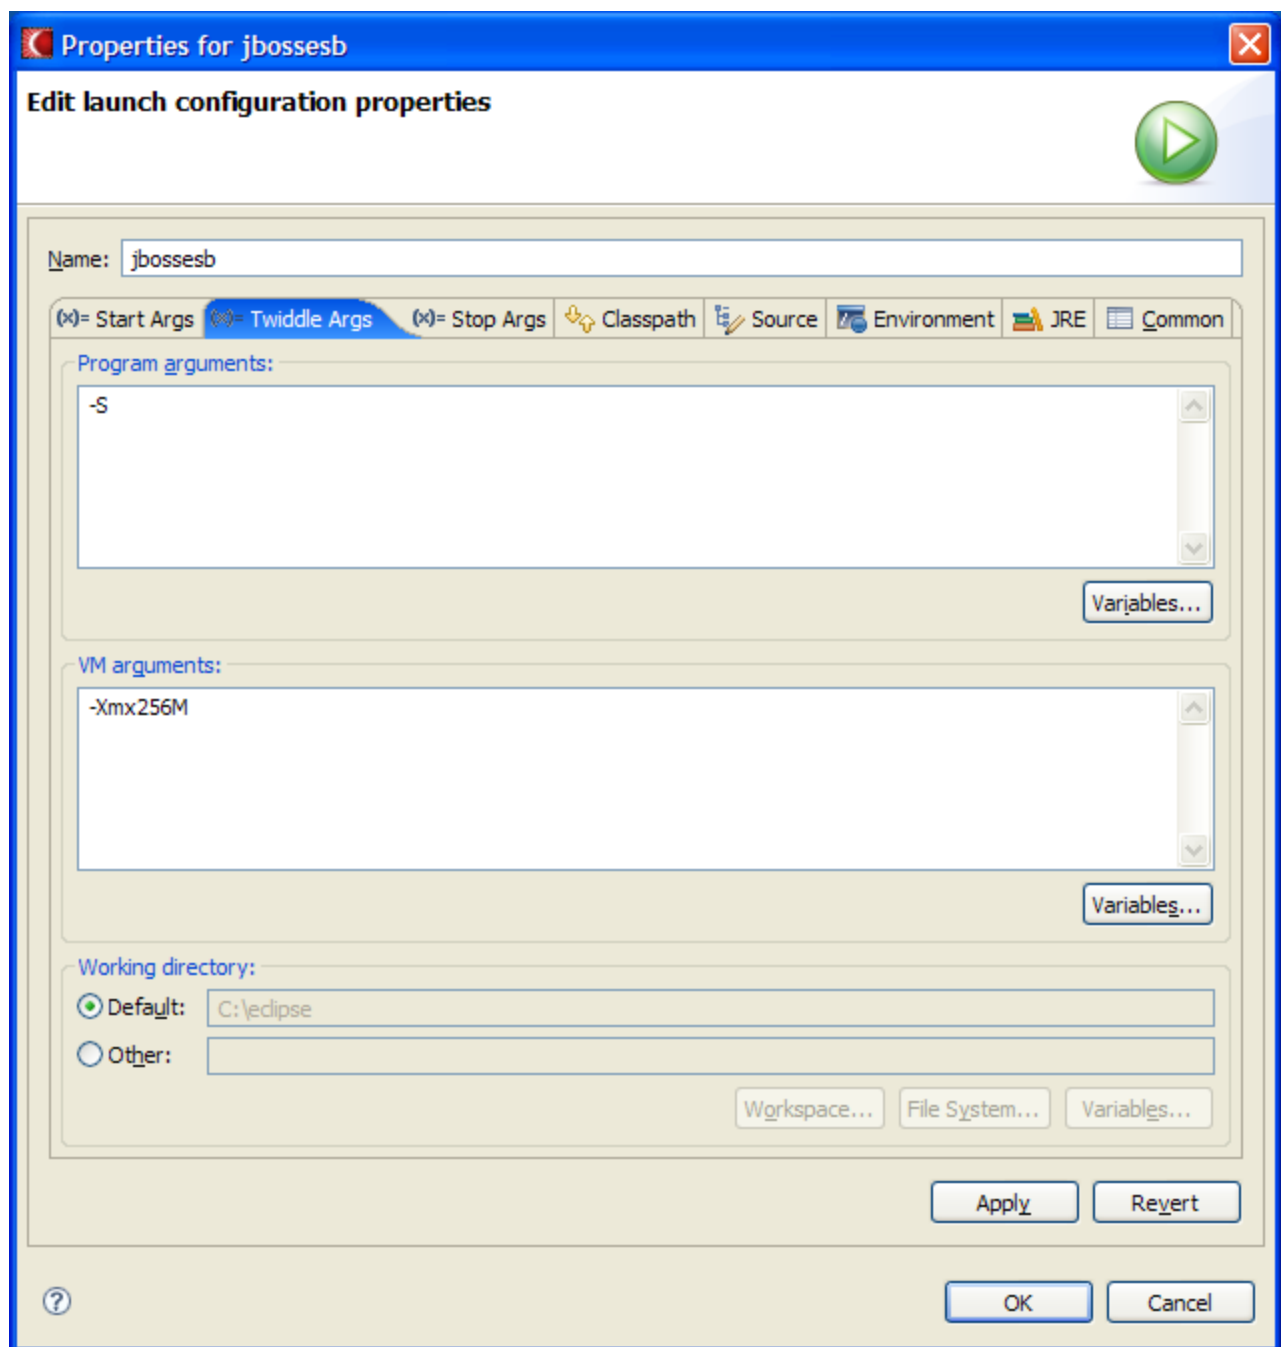 Properties for jbossesb
Edit launch configuration properties
Name: jbossesb
(x)= Start Args (x)= Twiddle Args (x)= Stop Args Classpath Source Environment JRE Common
Program arguments:
-S
Variables...
VM arguments:
-Xmx256M
Variables...
Working directory:
Default: C:\eclipse
Other:
Workspace... File System... Variables...
Apply Revert
OK Cancel